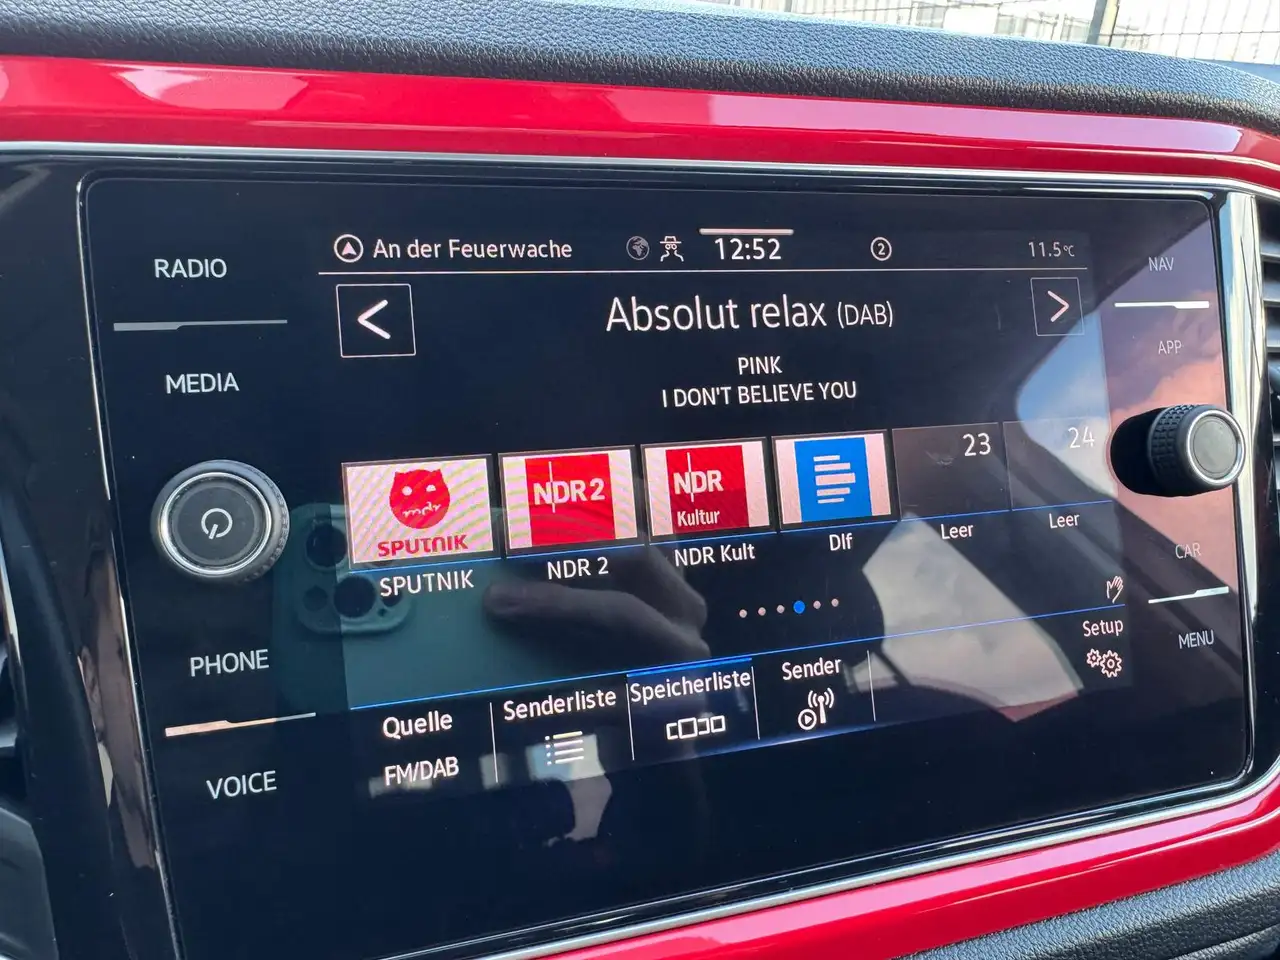 RADIO
MEDIA
PHONE
VOICE
An der Feuerwache
12:52
2
11.5°C
Absolut relax (DAB)
PINK
I DON'T BELIEVE YOU
mdr
SPUTNIK
SPUTNIK
NDR 2
NDR 2
NDR
Kultur
NDR Kult
Dlf
23
Leer
24
Leer
Quelle
FM/DAB
Senderliste
Speicherliste
Sender
Setup
NAV
APP
CAR
MENU